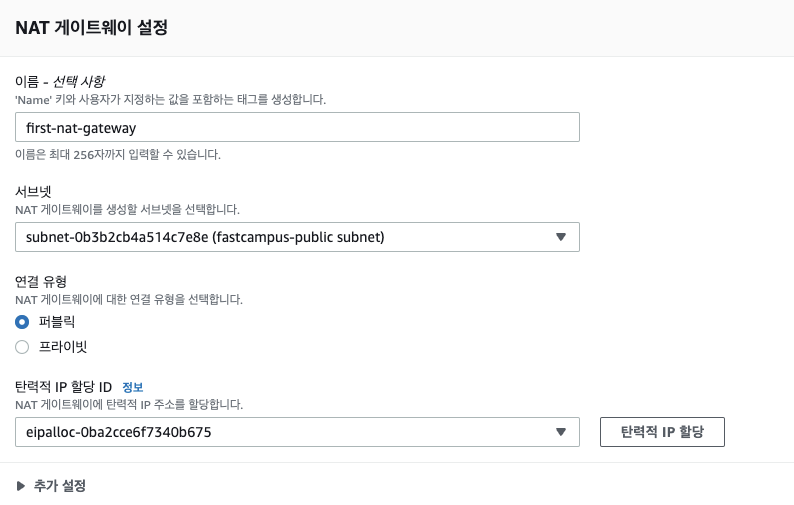 NAT 게이트웨이 설정
이름 - 선택 사항
'Name' 키와 사용자가 지정하는 값을 포함하는 태그를 생성합니다.
first-nat-gateway
이름은 최대 256자까지 입력할 수 있습니다.
서브넷
NAT 게이트웨이를 생성할 서브넷을 선택합니다.
subnet-0b3b2cb4a514c7e8e (fastcampus-public subnet)
연결 유형
NAT 게이트웨이에 대한 연결 유형을 선택합니다.
퍼블릭
프라이빗
탄력적 IP 할당 ID 정보
NAT 게이트웨이에 탄력적 IP 주소를 할당합니다.
eipalloc-0ba2cce6f7340b675
탄력적 IP 할당
추가 설정